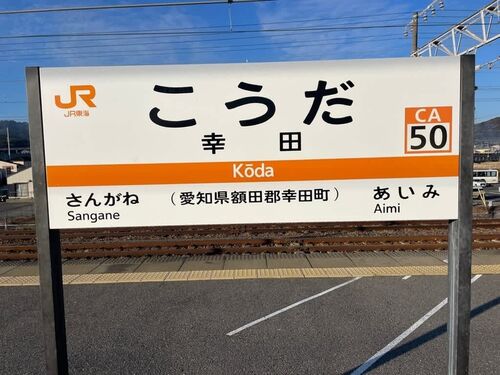 JR
JR東海
こうだ
幸田
CA
50
Kōda
さんがね
Sangane
(愛知県額田郡幸田町)
あいみ
Aimi